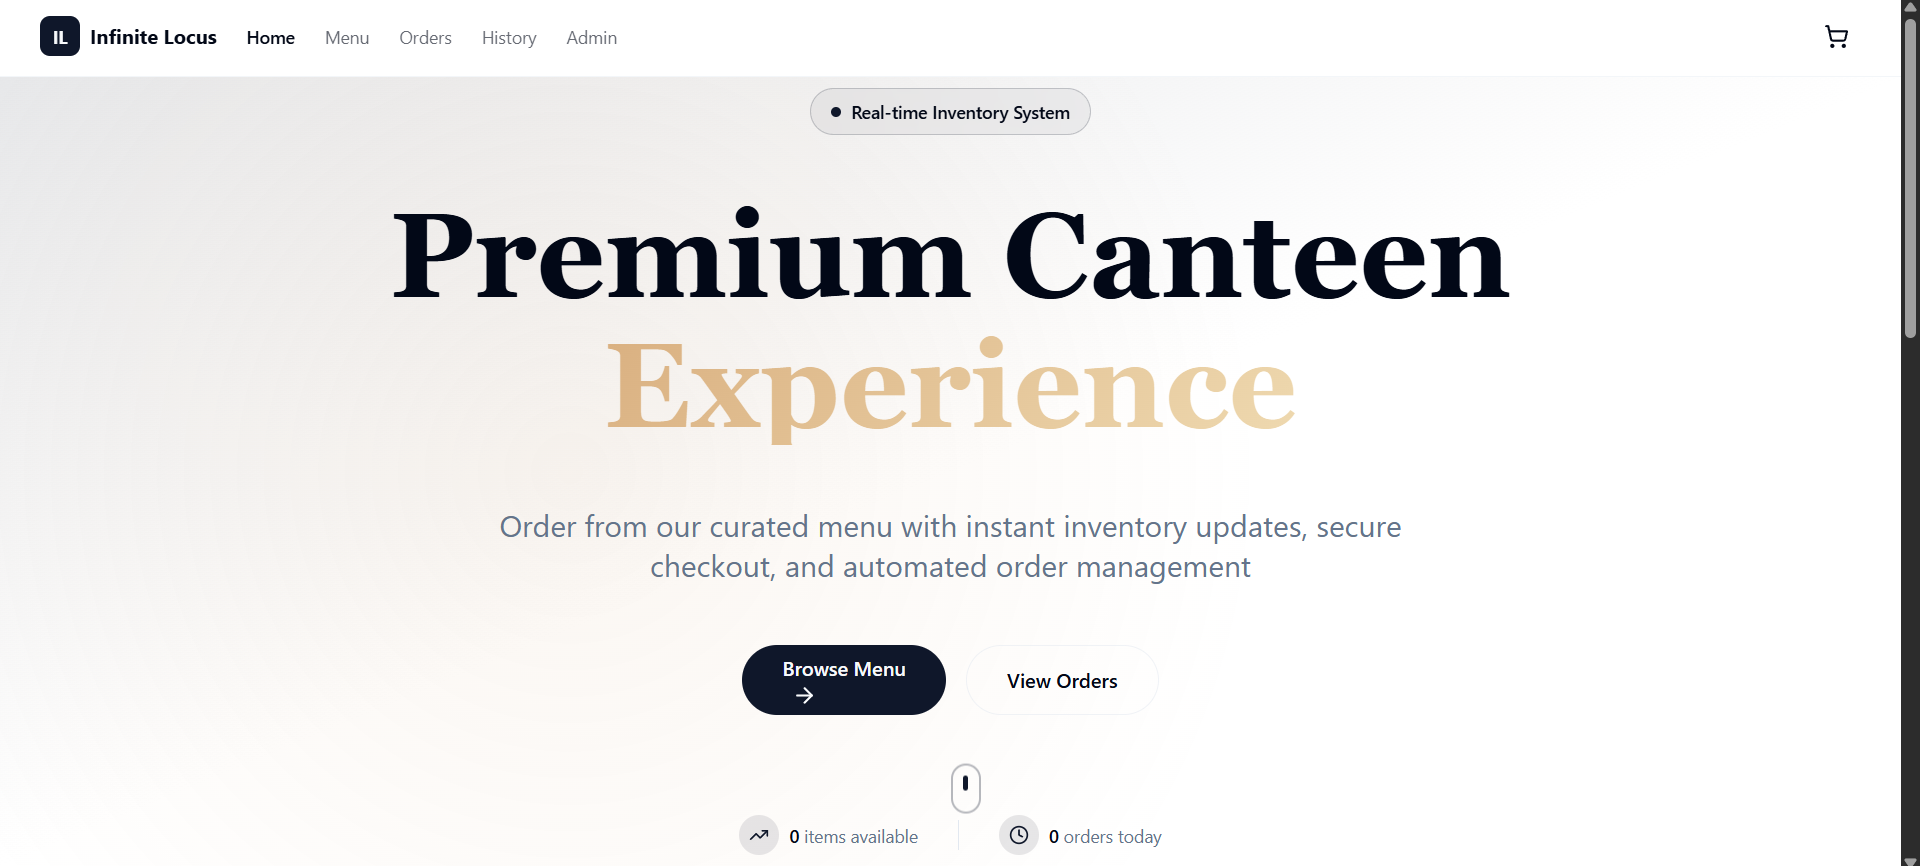 IL Infinite Locus Home Menu Orders History Admin
Real-time Inventory System
Premium Canteen
Experience
Order from our curated menu with instant inventory updates, secure
checkout, and automated order management
Browse Menu
View Orders
0 items available
0 orders today